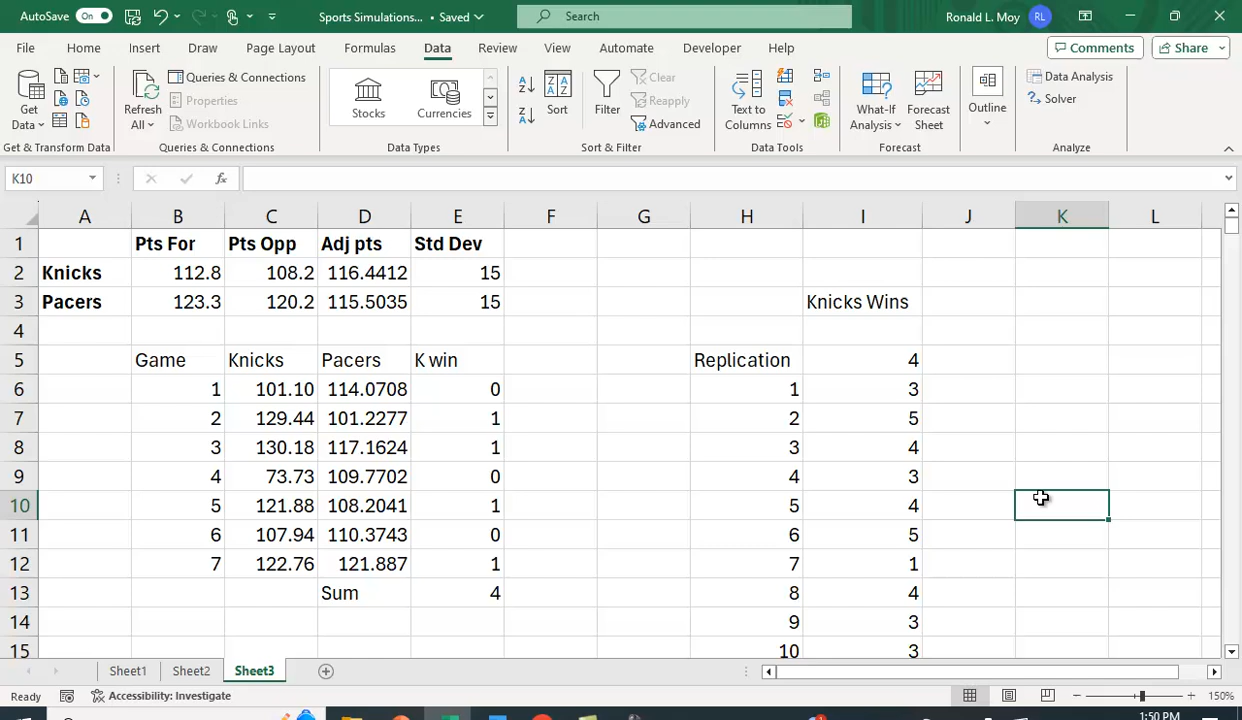 AutoSave On Sports Simulations... • Saved Search Ronald L. Moy RL
File Home Insert Draw Page Layout Formulas Data Review View Automate Developer Help Comments Share
Get Data
Refresh All
Queries & Connections
Properties
Workbook Links
Stocks
Currencies
Sort
Filter
Clear
Reapply
Advanced
Text to Columns
What-If Analysis
Forecast Sheet
Outline
Data Analysis
Solver
Get & Transform Data Queries & Connections Data Types Sort & Filter Data Tools Forecast Analyze
K10 fx
A B C D E F G H I J K L
1 Pts For Pts Opp Adj pts Std Dev
2 Knicks 112.8 108.2 116.4412 15
3 Pacers 123.3 120.2 115.5035 15 Knicks Wins
4
5 Game Knicks Pacers K win Replication 4
6 1 101.10 114.0708 0 1 3
7 2 129.44 101.2277 1 2 5
8 3 130.18 117.1624 1 3 4
9 4 73.73 109.7702 0 4 3
10 5 121.88 108.2041 1 5 4
11 6 107.94 110.3743 0 6 5
12 7 122.76 121.887 1 7 1
13 Sum 4 8 4
14 9 3
15 10 3
Sheet1 Sheet2 Sheet3
Ready Accessibility: Investigate 150%
1:50 PM